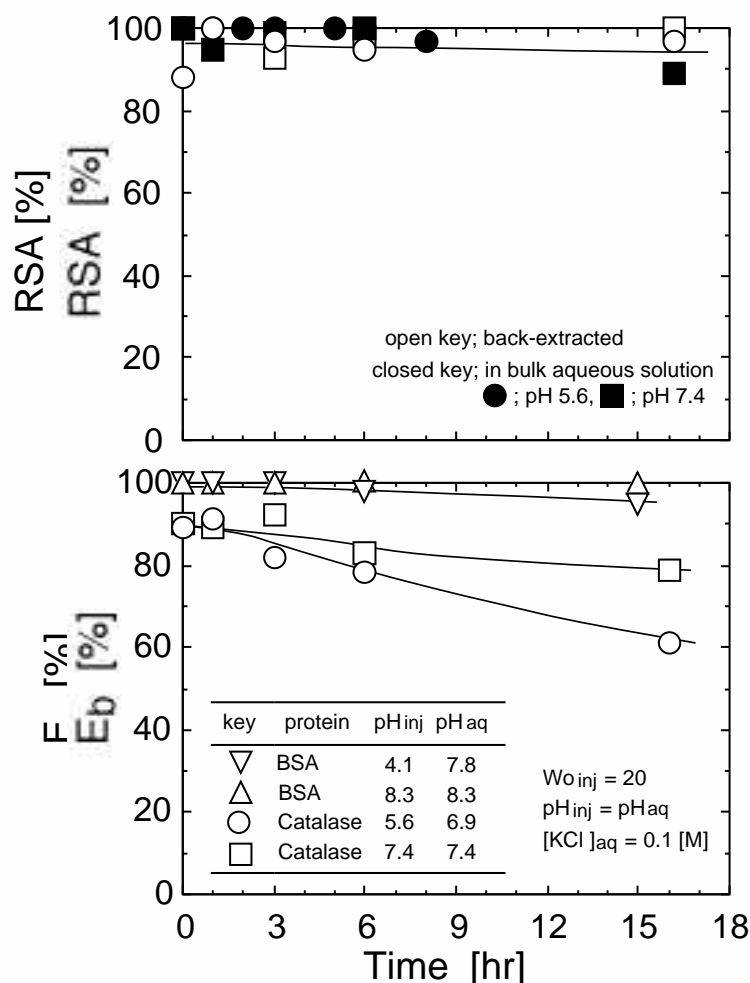 100
80
60
40
20
0
RSA [%]
RSA [%]
open key; back-extracted
closed key; in bulk aqueous solution
; pH 5.6, ; pH 7.4
100
80
60
40
20
0
[%]
Eb [%]
key protein pHinj pHaq
BSA 4.1 7.8
BSA 8.3 8.3
Catalase 5.6 6.9
Catalase 7.4 7.4
Woinj = 20
pHinj = pHaq
[KCl]aq = 0.1 [M]
0 3 6 9 12 15 18
Time [hr]